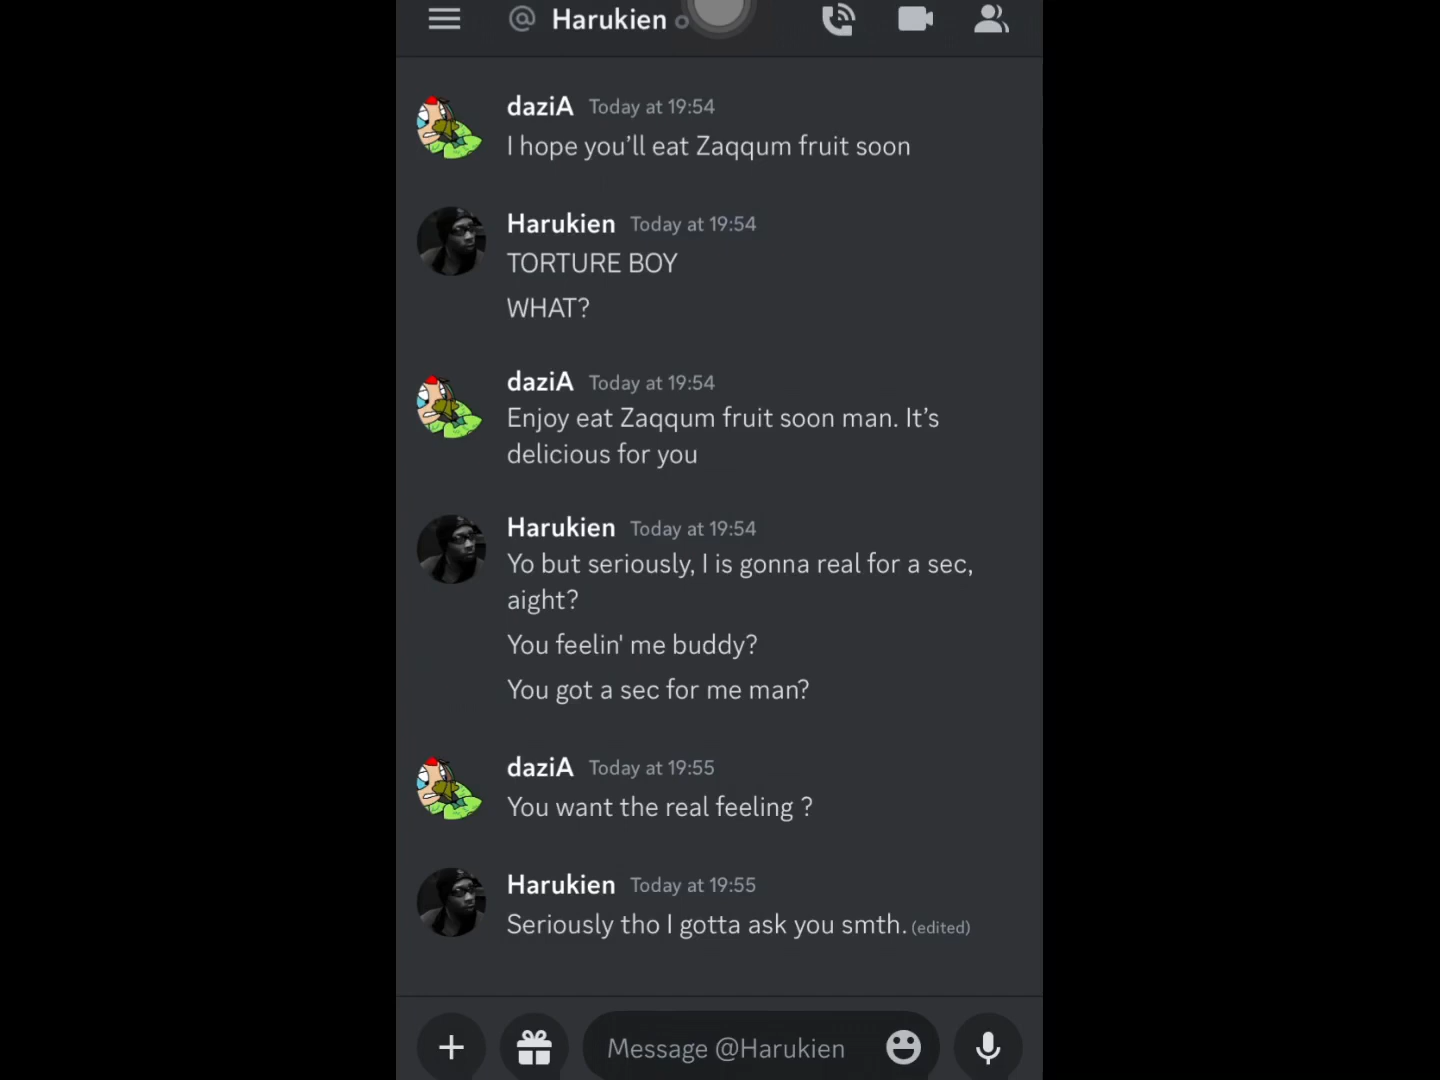 @ Harukien
daziA Today at 19:54
I hope you’ll eat Zaqqum fruit soon
Harukien Today at 19:54
TORTURE BOY
WHAT?
daziA Today at 19:54
Enjoy eat Zaqqum fruit soon man. It’s
delicious for you
Harukien Today at 19:54
Yo but seriously, I is gonna real for a sec,
aight?
You feelin' me buddy?
You got a sec for me man?
daziA Today at 19:55
You want the real feeling ?
Harukien Today at 19:55
Seriously tho I gotta ask you smth. (edited)
Message @Harukien